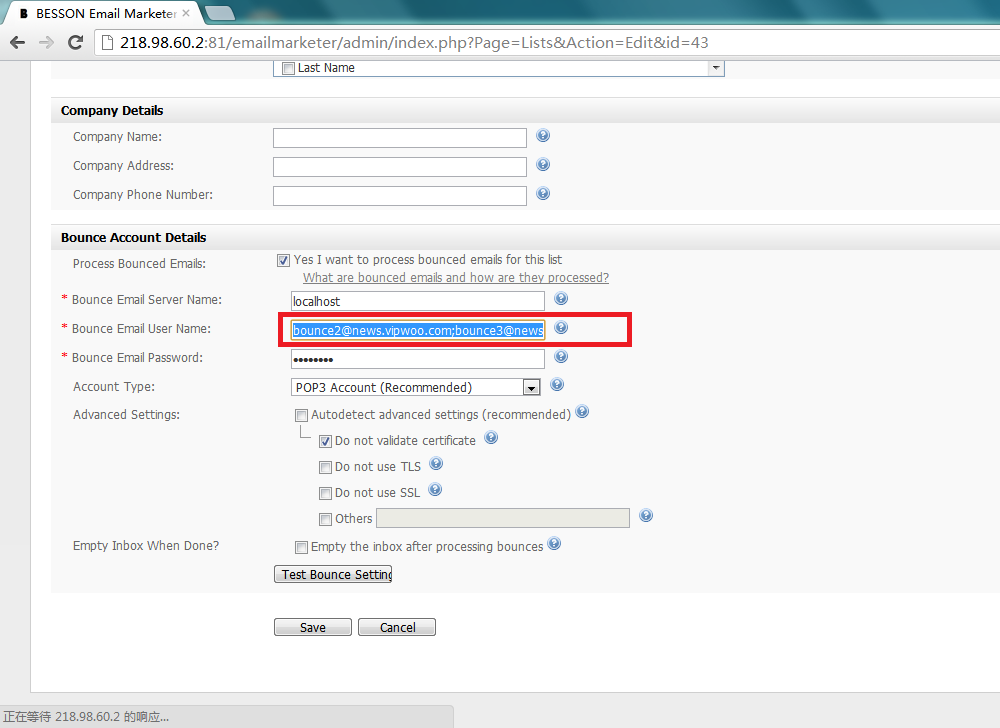 BESSON Email Marketer
218.98.60.2:81/emailmarketer/admin/index.php?Page=Lists&Action=Edit&id=43
Last Name
Company Details
Company Name:
Company Address:
Company Phone Number:
Bounce Account Details
Process Bounced Emails: Yes I want to process bounced emails for this list
What are bounced emails and how are they processed?
* Bounce Email Server Name: localhost
* Bounce Email User Name: bounce2@news.vipwoo.com;bounce3@news
* Bounce Email Password: ••••••••
Account Type: POP3 Account (Recommended)
Advanced Settings: Autodetect advanced settings (recommended)
Do not validate certificate
Do not use TLS
Do not use SSL
Others
Empty Inbox When Done? Empty the inbox after processing bounces
Test Bounce Setting
Save Cancel
正在等待 218.98.60.2 的响应...